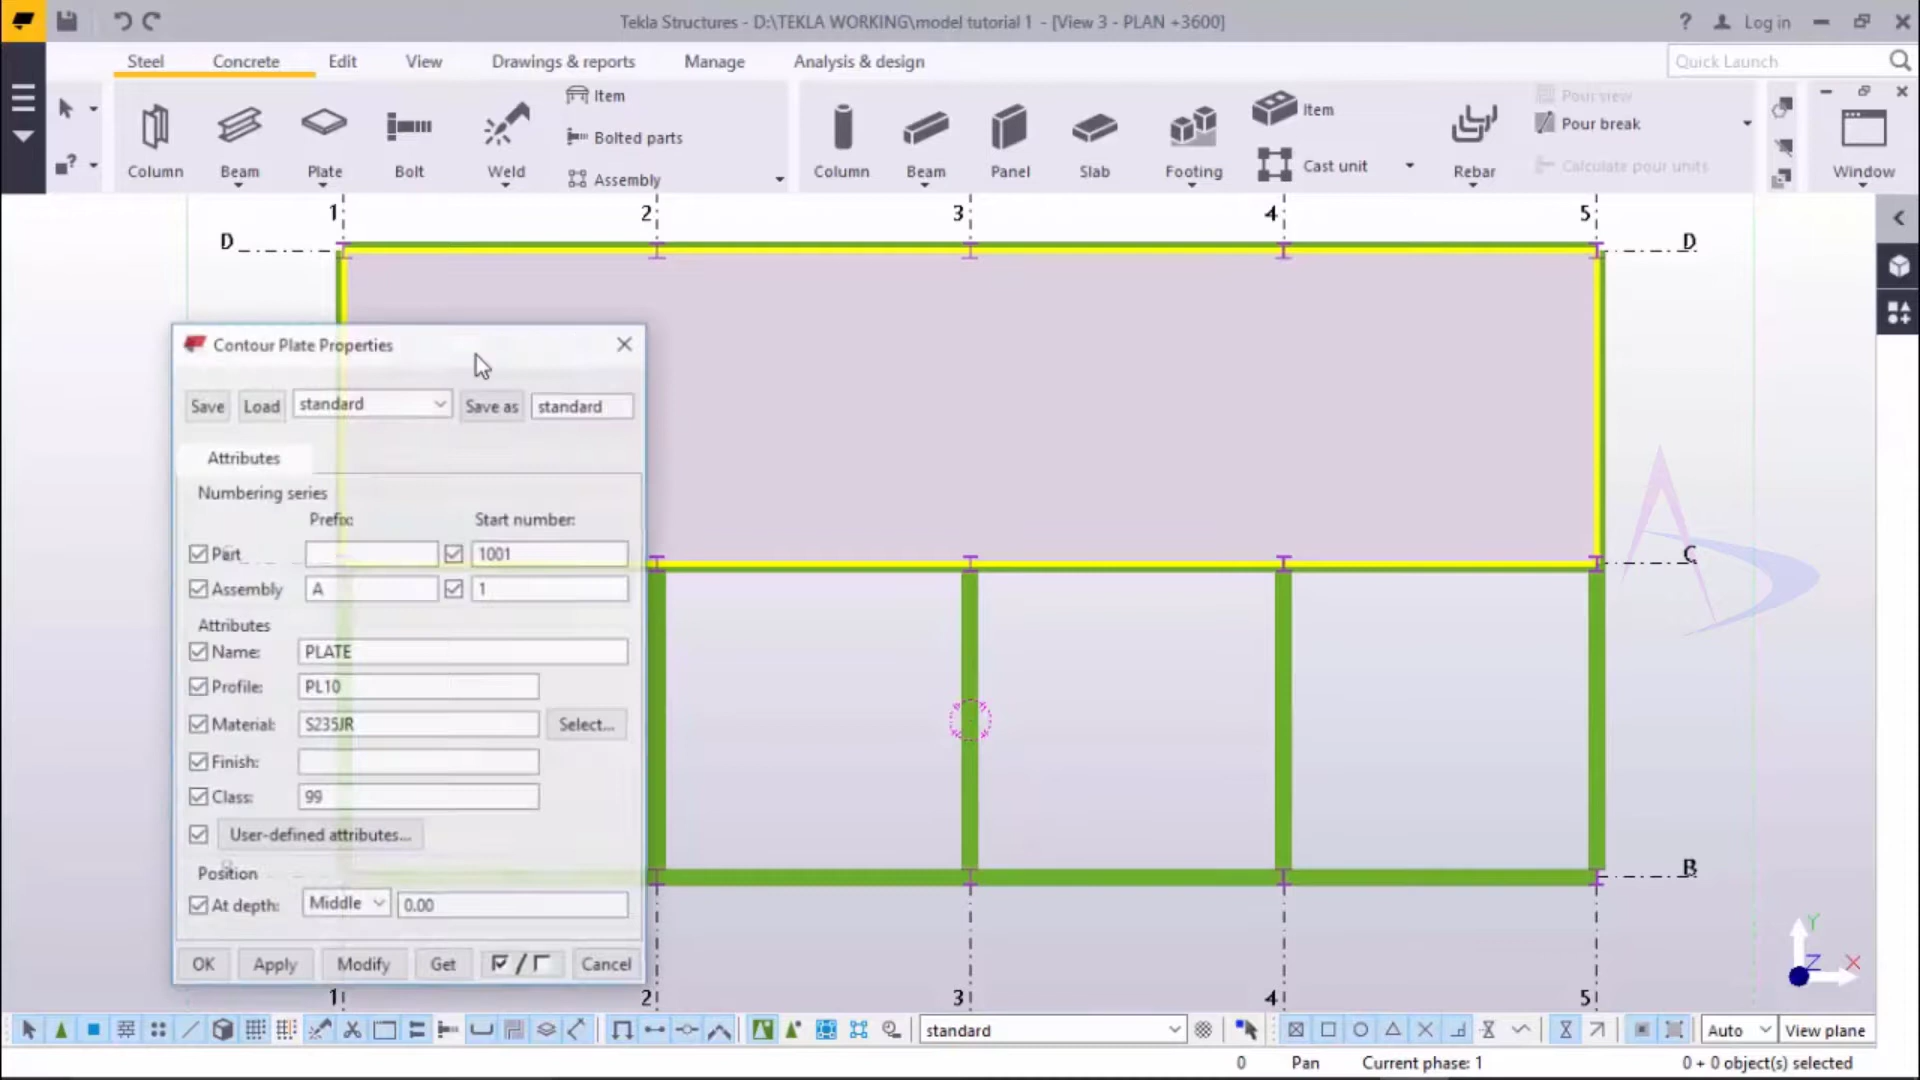 Tekla Structures - D:\TEKLA WORKING\model tutorial 1 - [View 3 - PLAN +3600]
? Log in
Steel Concrete Edit View Drawings & reports Manage Analysis & design
Quick Launch
Column Beam Plate Bolt Weld
Item
Bolted parts
Assembly
Column Beam Panel Slab Footing
Item
Cast unit
Rebar
Pour view
Pour break
Calculate pour units
Window
1 2 3 4 5
D D
Contour Plate Properties
Save Load standard Save as standard
Attributes
Numbering series
Prefix: Start number:
Part 1001
C
Assembly A 1
Attributes
Name: PLATE
Profile: PL10
Material: S235JR Select...
Finish:
Class: 99
User-defined attributes...
Position
B
At depth: Middle 0.00
OK Apply Modify Get / Cancel
Y
Z X
1 2 3 4 5
standard Auto View plane
0 Pan Current phase: 1 0 + 0 object(s) selected